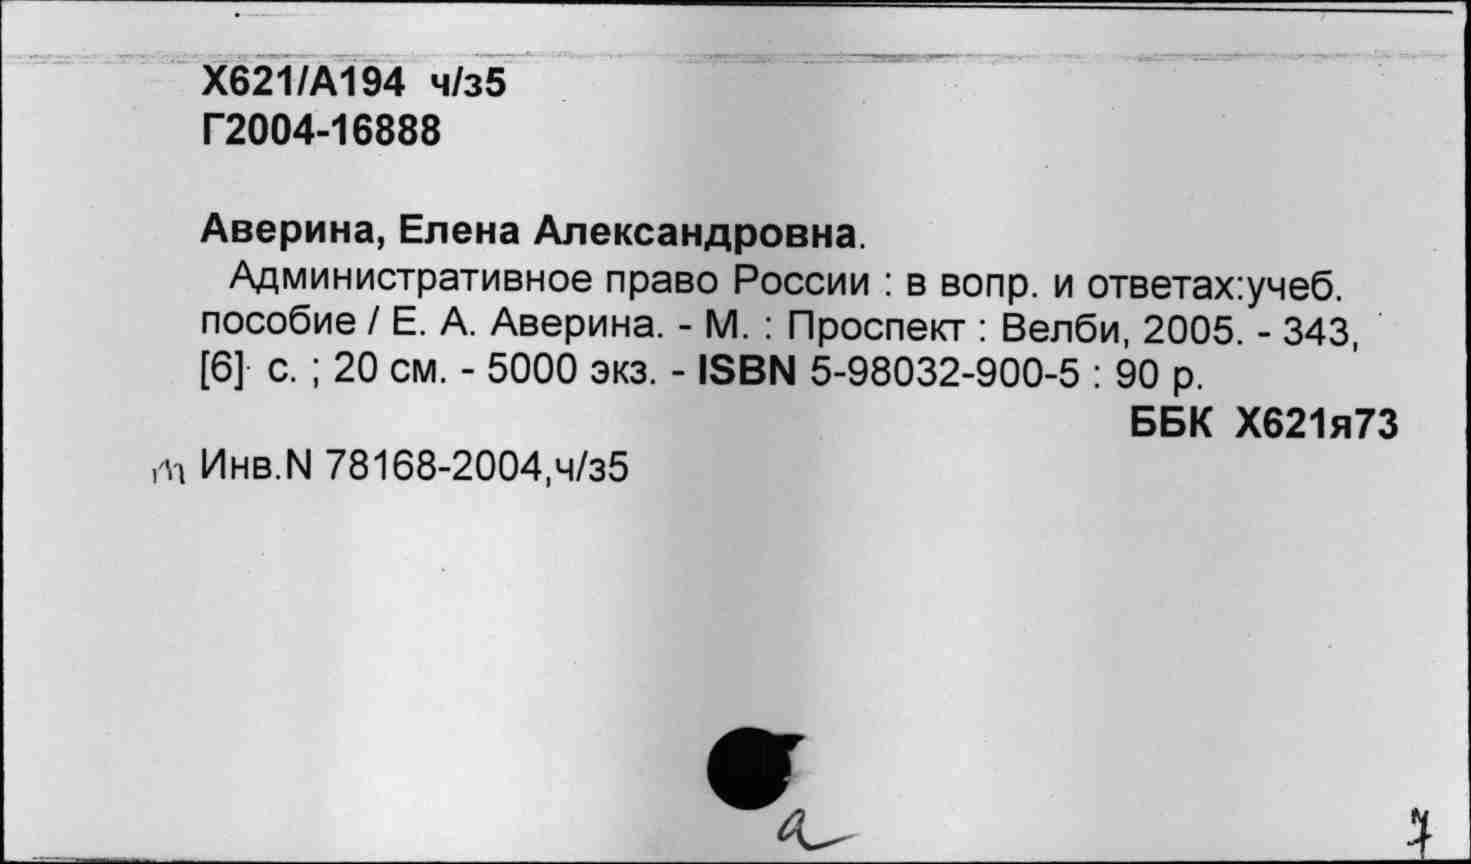 Х621/А194 ч/з5
Г2004-16888
Аверина, Елена Александровна.
Административное право России : в вопр. и ответах:учеб.
пособие / Е. А. Аверина. - М. : Проспект : Велби, 2005. - 343,
[6] с. ; 20 см. - 5000 экз. - ISBN 5-98032-900-5 : 90 р.
ББК Х621я73
Инв.N 78168-2004,ч/з5
а
7